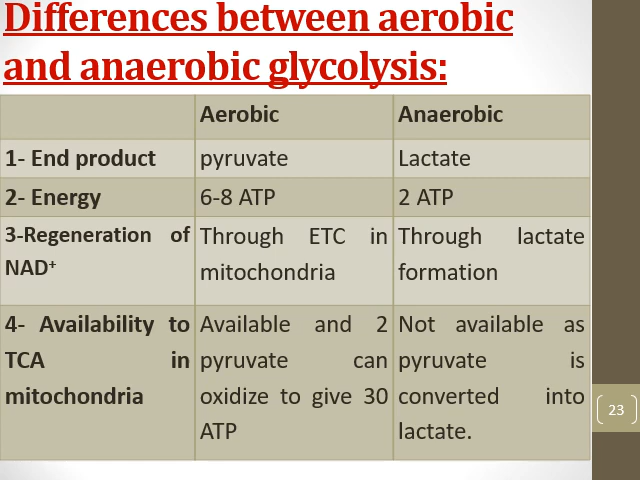 Differences between aerobic
and anaerobic glycolysis:
Aerobic Anaerobic
1- End product pyruvate Lactate
2- Energy 6-8 ATP 2 ATP
3-Regeneration of Through ETC in Through lactate
NAD⁺ mitochondria formation
4- Availability to Available and 2 Not available as
TCA in pyruvate can pyruvate is
mitochondria oxidize to give 30 converted into
ATP lactate.
23